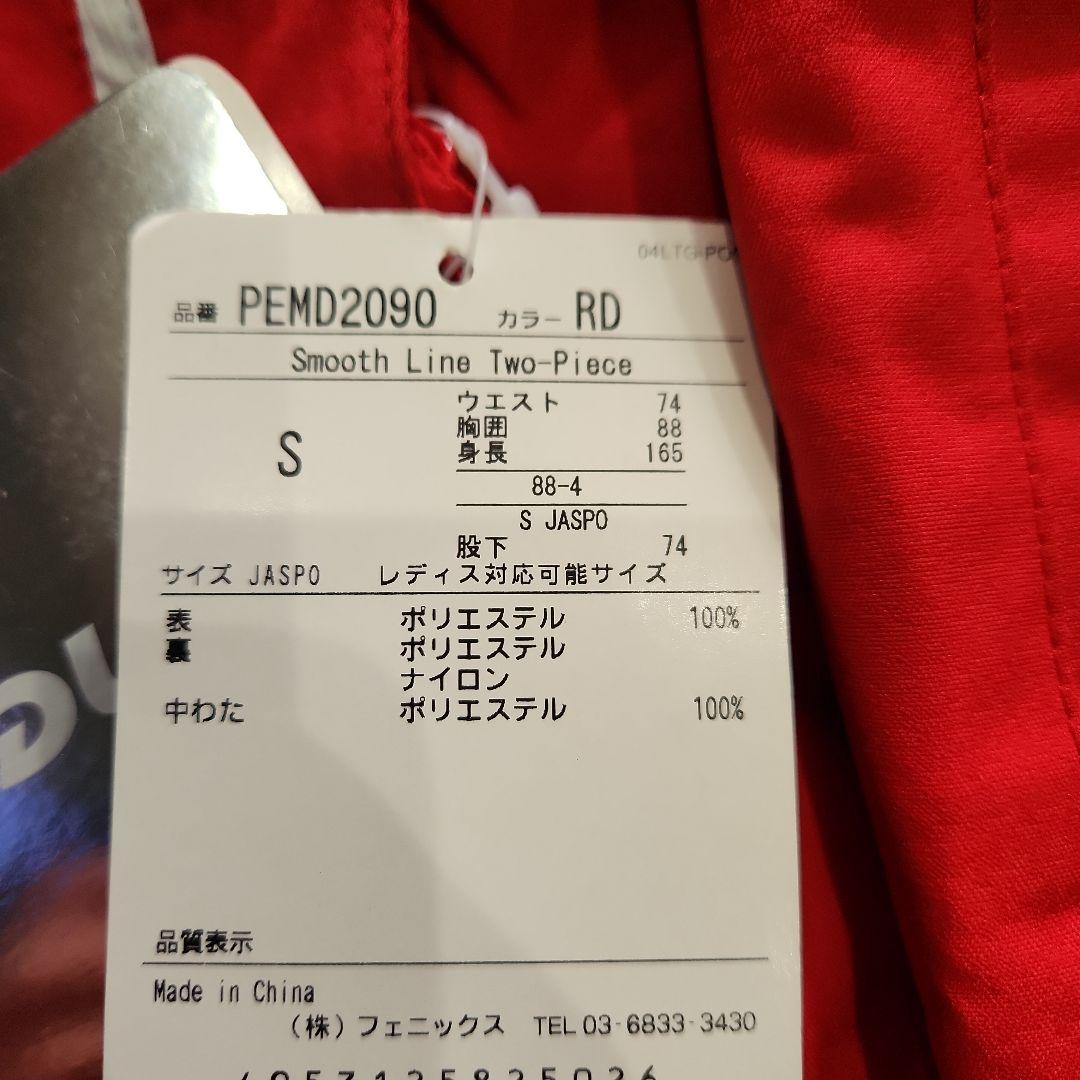 品番 PEMD2090 カラー RD
Smooth Line Two-Piece
S
ウエスト 74
胸囲 88
身長 165
88-4
S JASPO
股下 74
サイズ JASPO レディス対応可能サイズ
表 ポリエステル 100%
裏 ポリエステル
ナイロン
中わた ポリエステル 100%
品質表示
Made in China
(株) フェニックス TEL 03-6833-3430